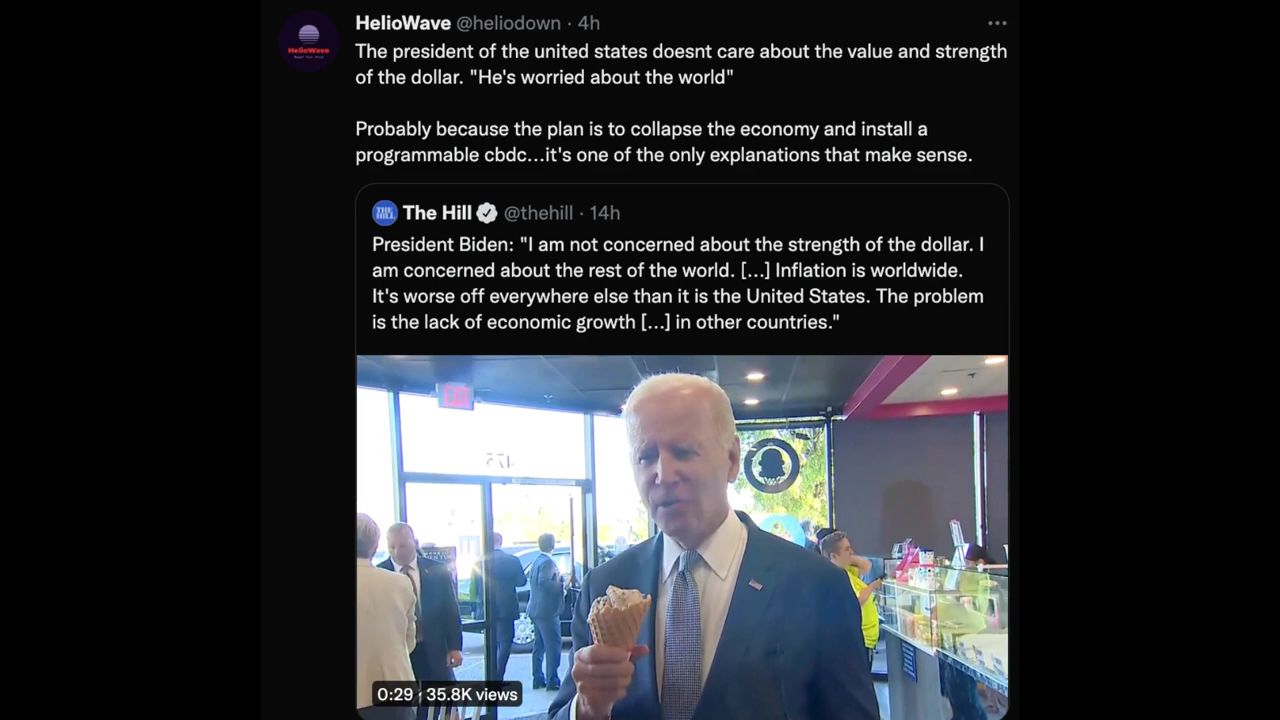 HelioWave @heliodown · 4h
HelioWave
The president of the united states doesnt care about the value and strength
of the dollar. "He's worried about the world"
Probably because the plan is to collapse the economy and install a
programmable cbdc...it's one of the only explanations that make sense.
THE HILL
The Hill @thehill · 14h
President Biden: "I am not concerned about the strength of the dollar. I
am concerned about the rest of the world. [...] Inflation is worldwide.
It's worse off everywhere else than it is the United States. The problem
is the lack of economic growth [...] in other countries."
EXIT
475
0:29
35.8K views